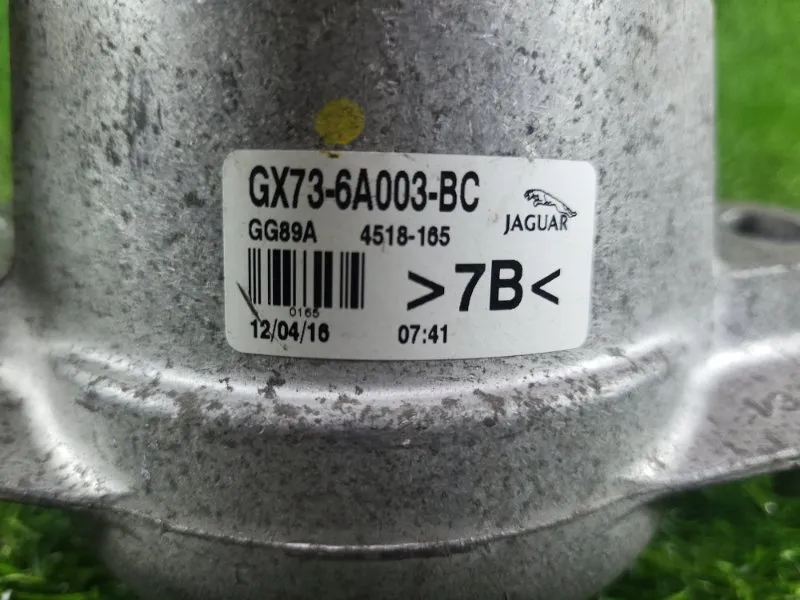 GX73-6A003-BC
JAGUAR
GG89A 4518-165
>7B<
0165
12/04/16 07:41